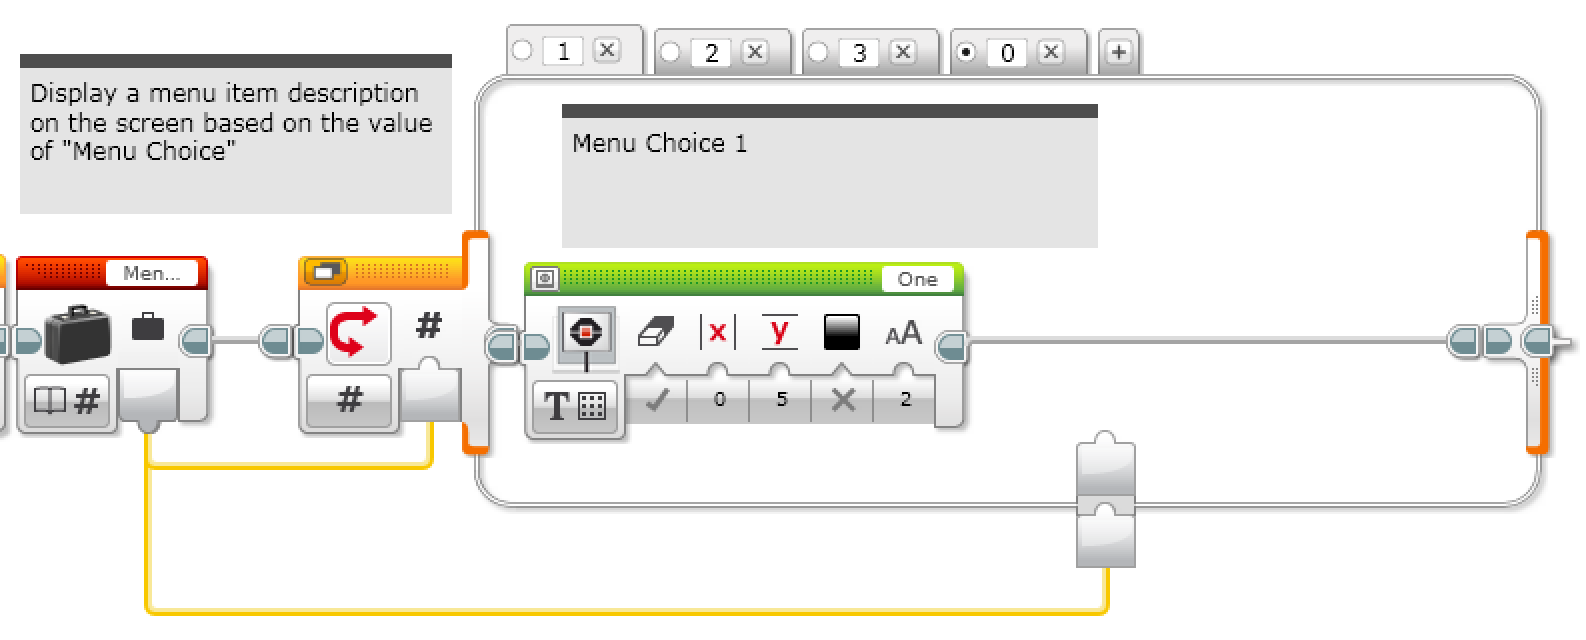 1 2 3 0 +
Display a menu item description
on the screen based on the value
of "Menu Choice"
Menu Choice 1
Men...
#
One
x y AA
#
#
T 0 5 2